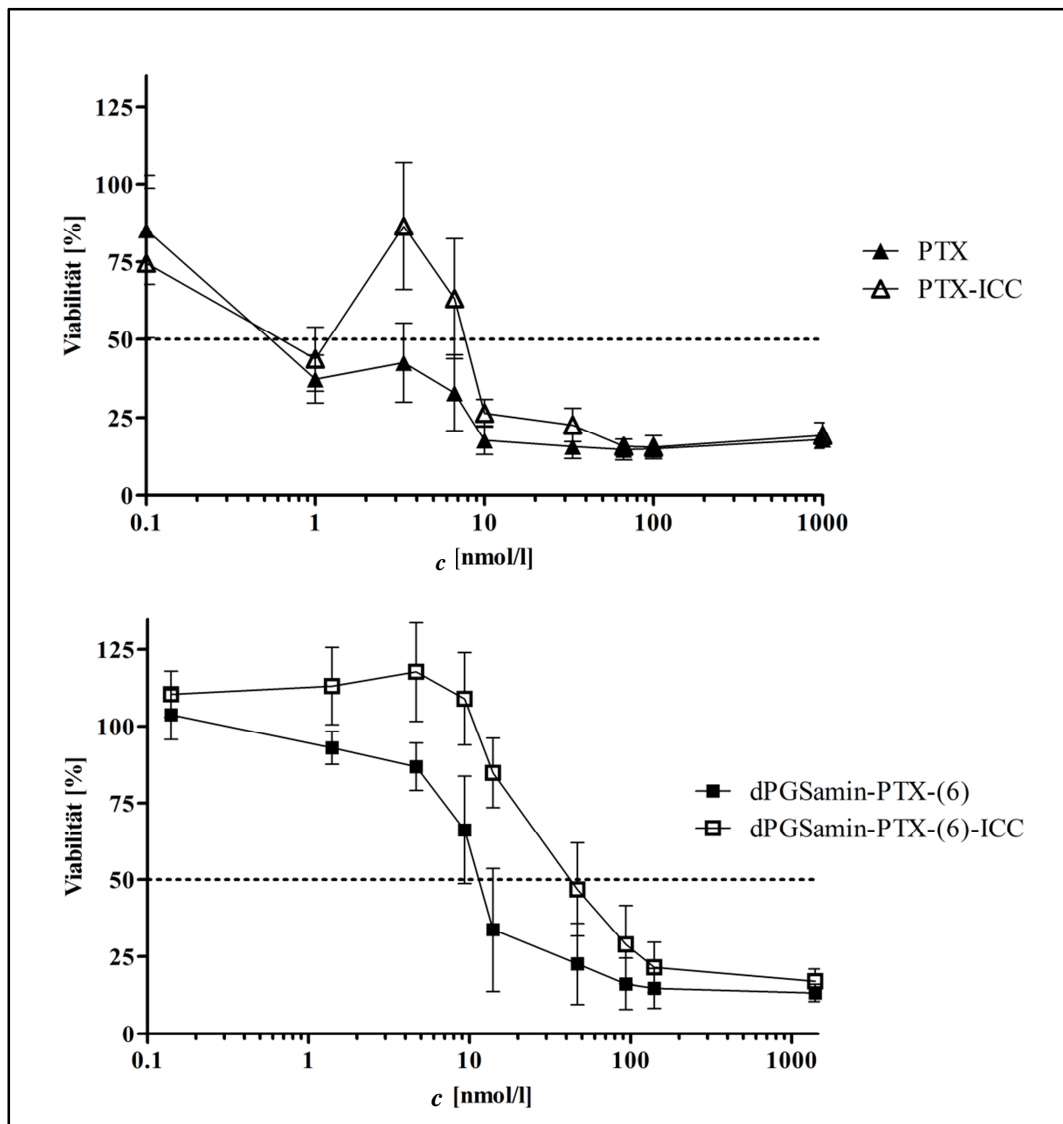 125
100
75
50
25
0
Viabilität [%]
0.1 1 10 100 1000
c [nmol/l]
PTX
PTX-ICC
125
100
75
50
25
0
Viabilität [%]
0.1 1 10 100 1000
c [nmol/l]
dPGSamin-PTX-(6)
dPGSamin-PTX-(6)-ICC